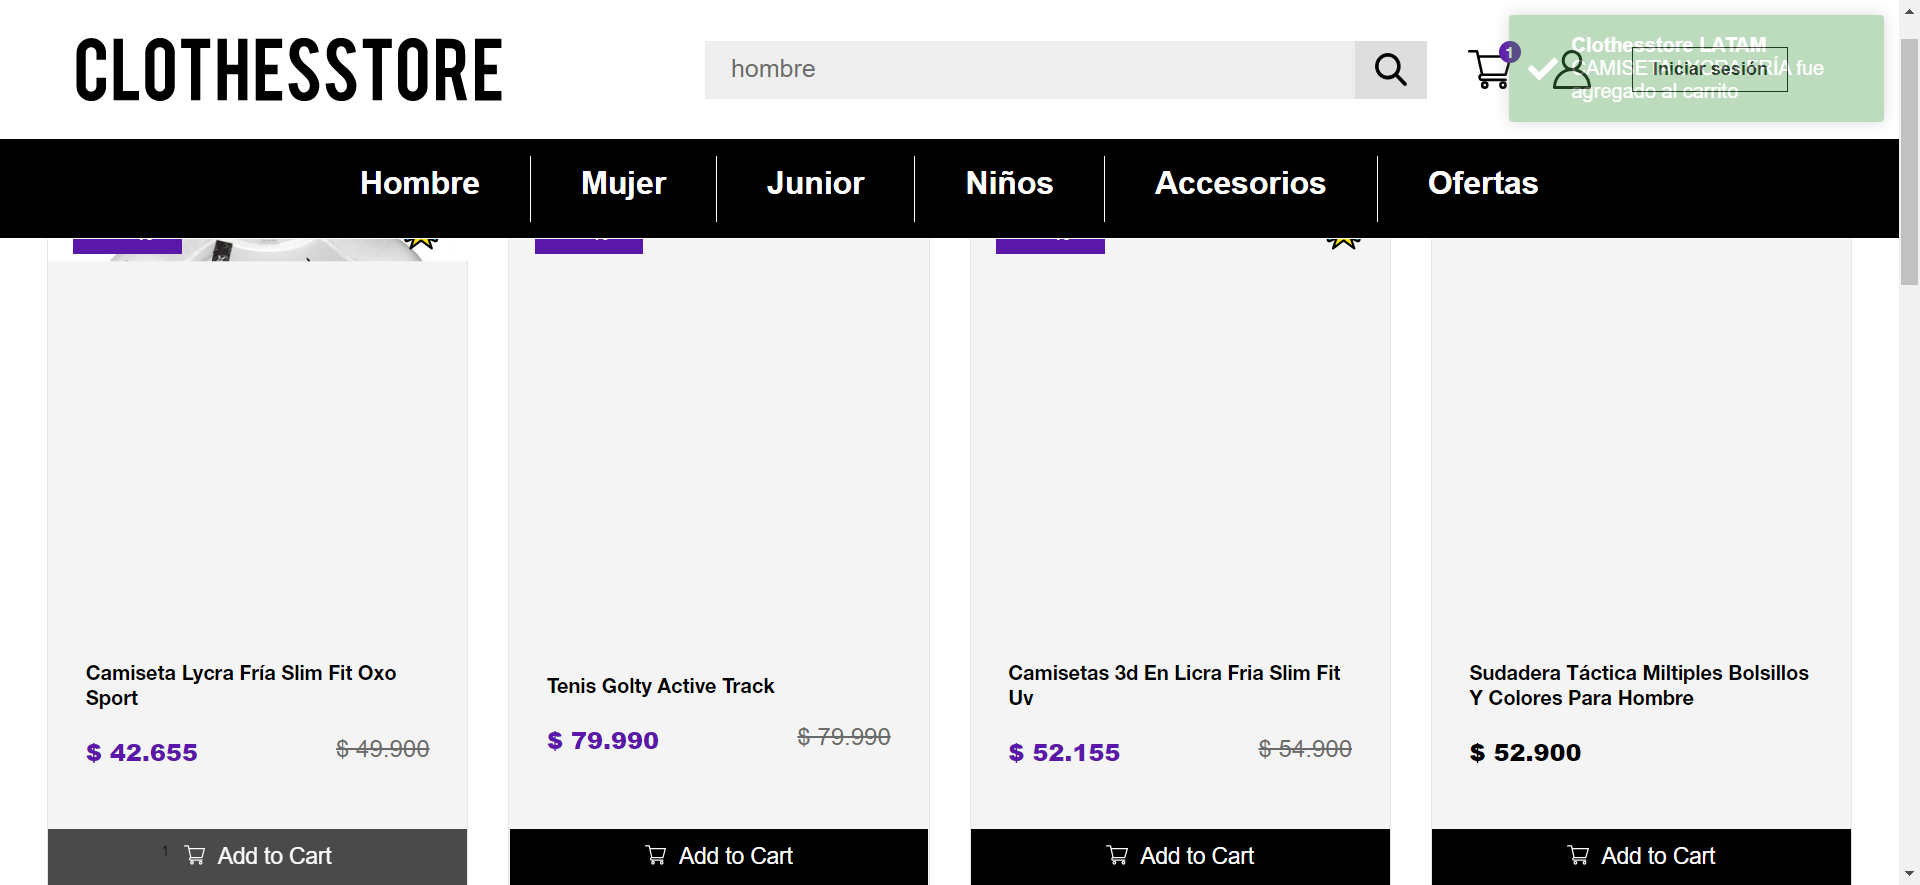 CLOTHESSTORE
hombre
1
Iniciar sesión
Clothesstore LATAM
CAMISETA LYCRA FRÍA fue
agregado al carrito
Hombre
Mujer
Junior
Niños
Accesorios
Ofertas
Camiseta Lycra Fría Slim Fit Oxo
Sport
$ 42.655
$ 49.900
1
Add to Cart
Tenis Golty Active Track
$ 79.990
$ 79.990
Add to Cart
Camisetas 3d En Licra Fria Slim Fit
Uv
$ 52.155
$ 54.900
Add to Cart
Sudadera Táctica Miltiples Bolsillos
Y Colores Para Hombre
$ 52.900
Add to Cart